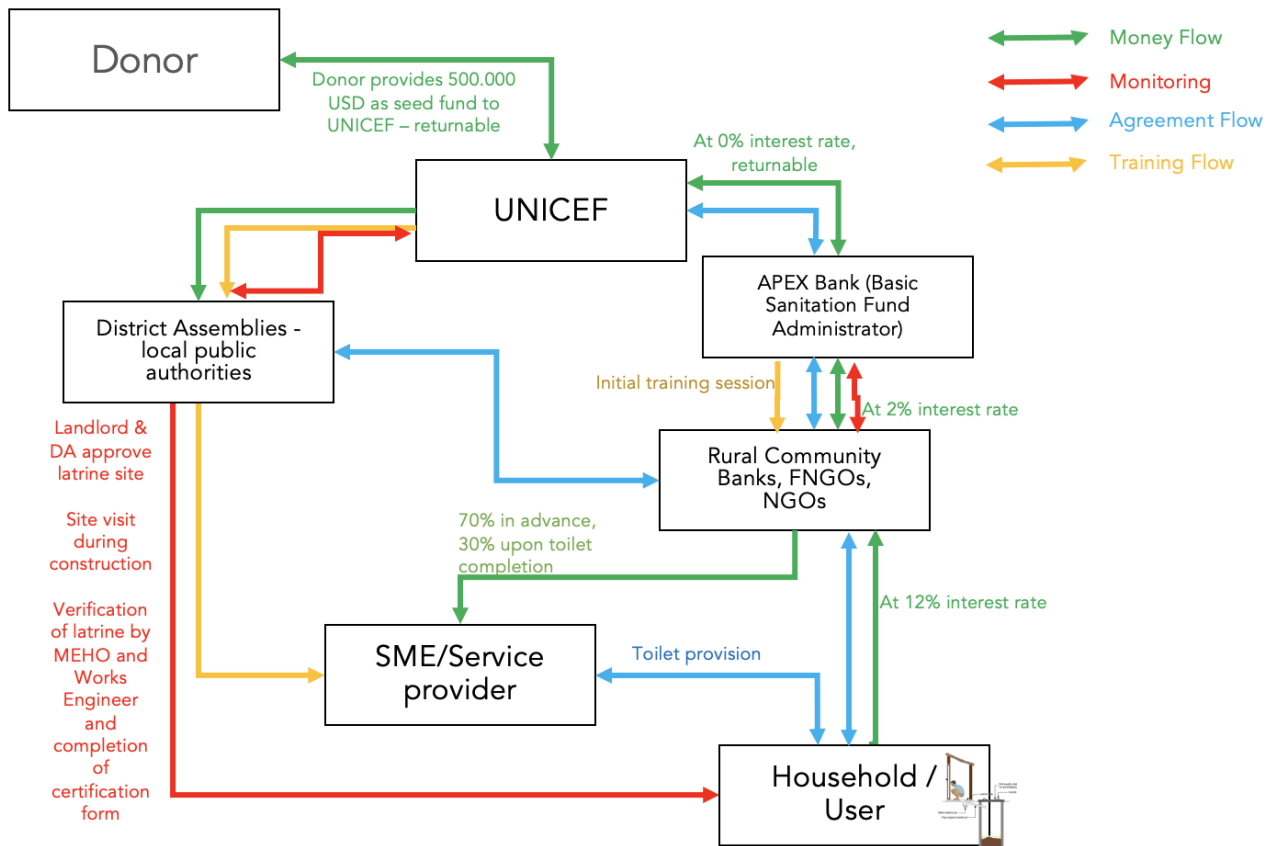 Donor
Donor provides 500.000
USD as seed fund to
UNICEF – returnable
Money Flow
Monitoring
Agreement Flow
Training Flow
At 0% interest rate,
returnable
UNICEF
APEX Bank (Basic
Sanitation Fund
Administrator)
District Assemblies -
local public
authorities
Initial training session
At 2% interest rate
Landlord &
DA approve
latrine site
Site visit
during
construction
Verification
of latrine by
MEHO and
Works
Engineer
and
completion
of
certification
form
Rural Community
Banks, FNGOs,
NGOs
70% in advance,
30% upon toilet
completion
At 12% interest rate
SME/Service
provider
Toilet provision
Household /
User